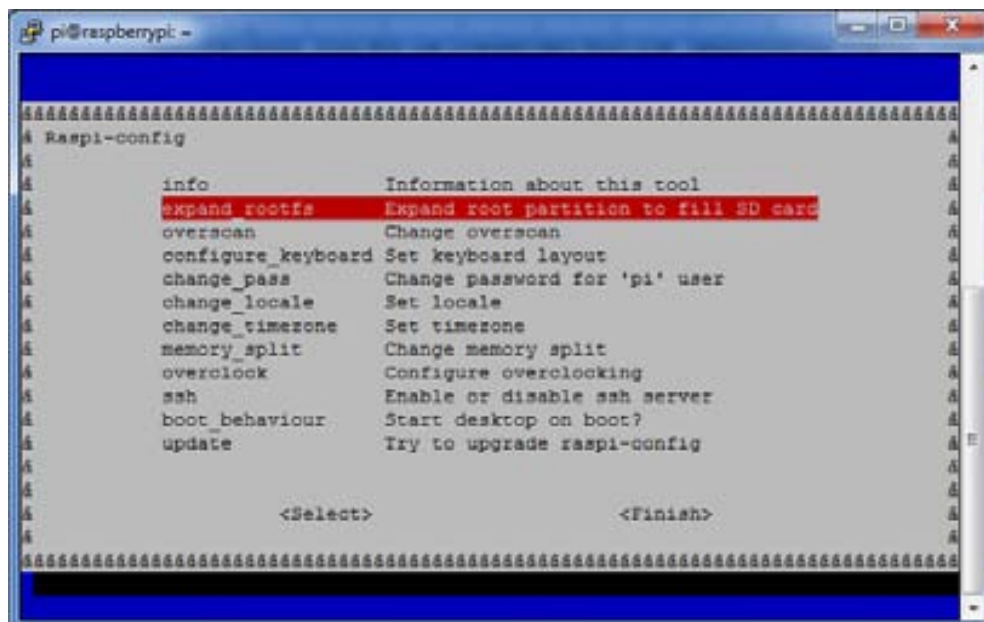 pi@raspberrypi: ~
Raspi-config
info Information about this tool
expand_rootfs Expand root partition to fill SD card
overscan Change overscan
configure_keyboard Set keyboard layout
change_pass Change password for 'pi' user
change_locale Set locale
change_timezone Set timezone
memory_split Change memory split
overclock Configure overclocking
ssh Enable or disable ssh server
boot_behaviour Start desktop on boot?
update Try to upgrade raspi-config
<Select> <Finish>